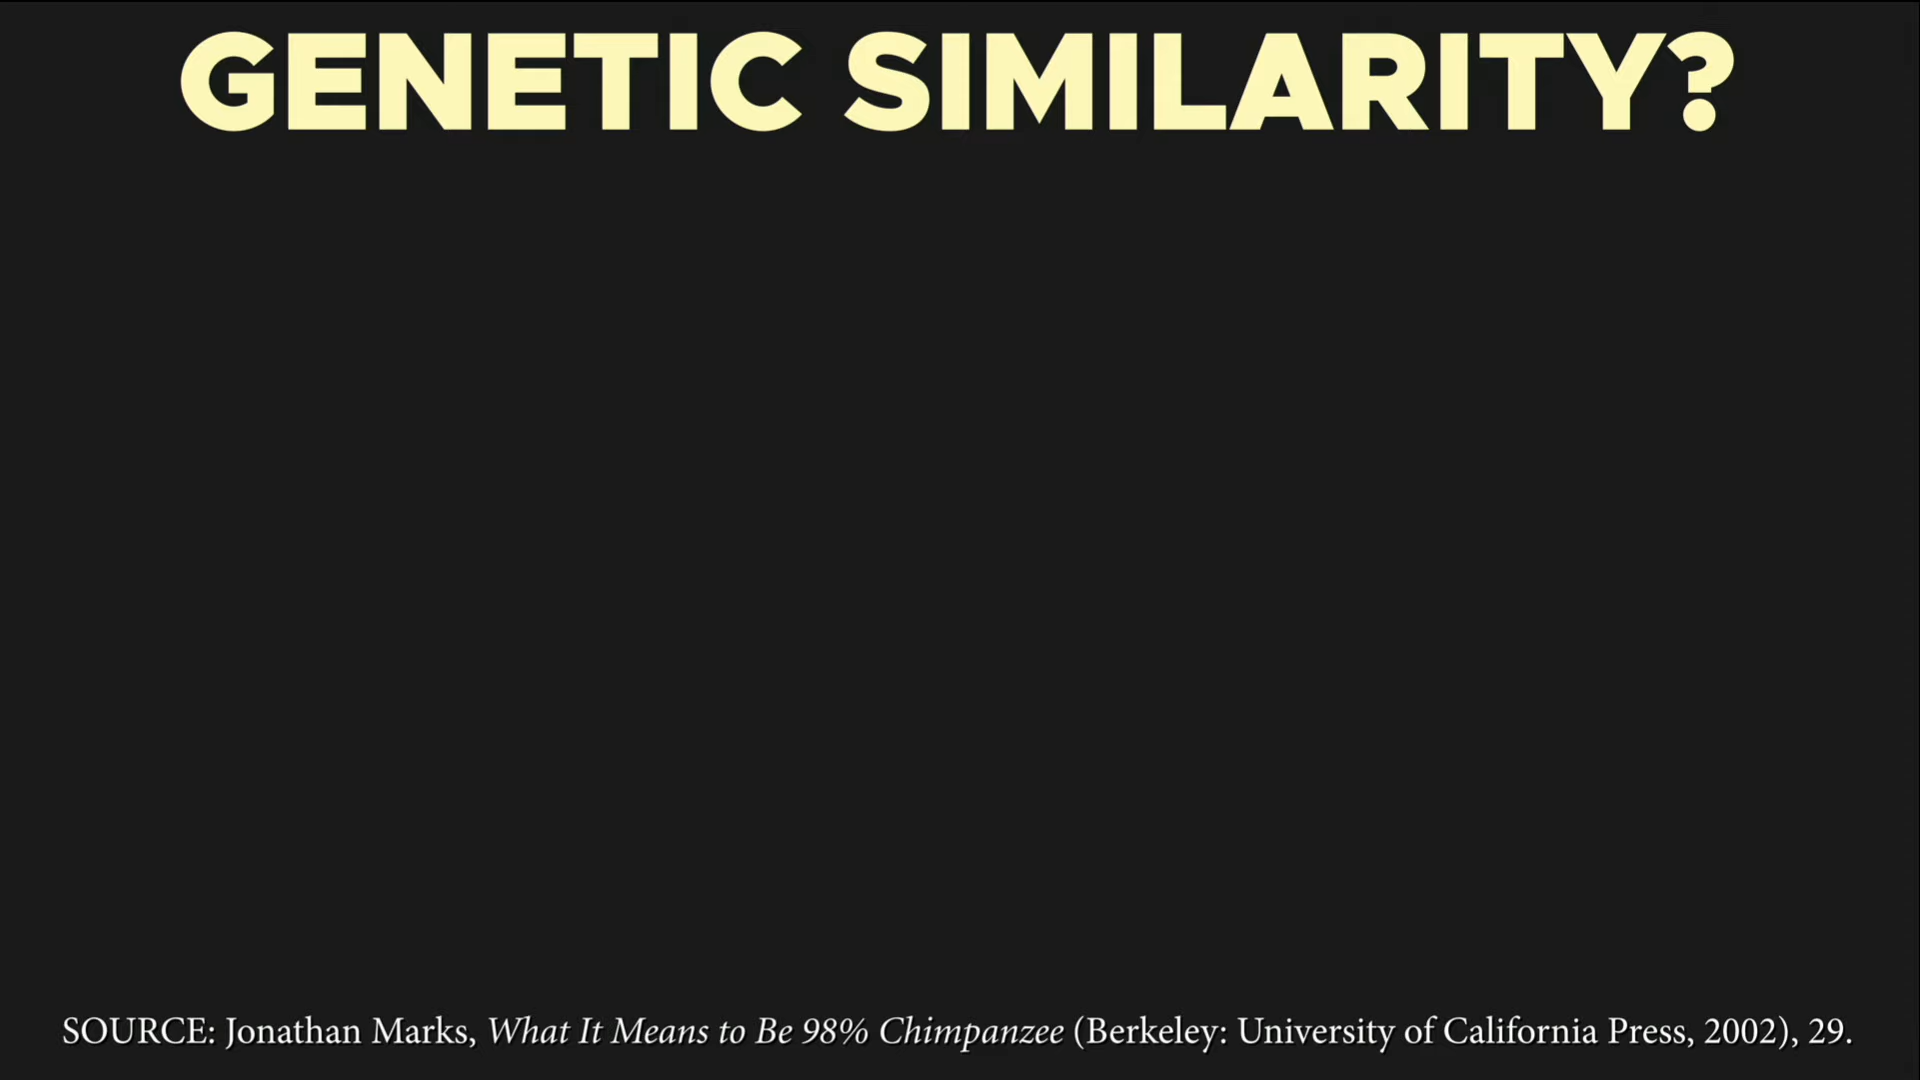 GENETIC SIMILARITY?
SOURCE: Jonathan Marks, What It Means to Be 98% Chimpanzee (Berkeley: University of California Press, 2002), 29.